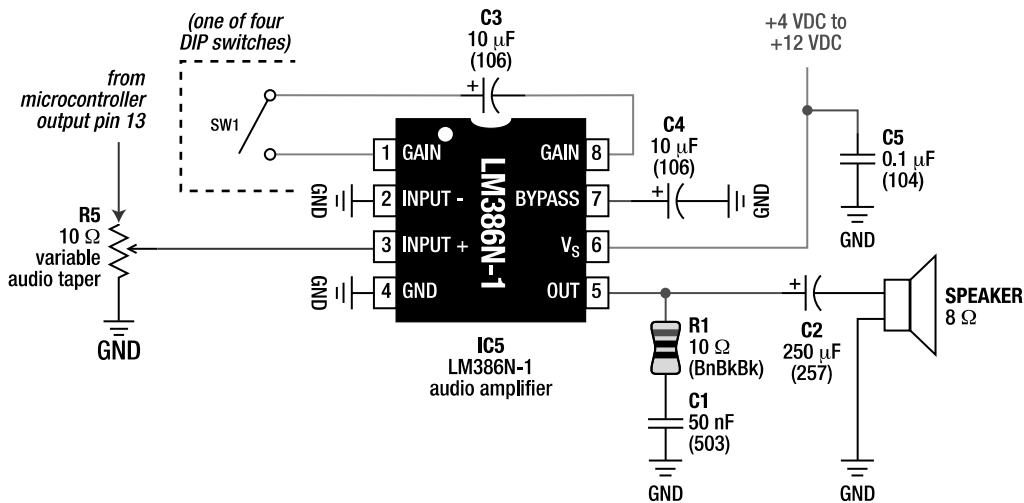 (one of four
DIP switches)
from
microcontroller
output pin 13
SW1
C3
10 µF
(106)
+
+4 VDC to
+12 VDC
C5
0.1 µF
(104)
GND
C4
10 µF
(106)
+
GND
1 GAIN
2 INPUT -
3 INPUT +
4 GND
LM386N-1
GAIN 8
BYPASS 7
VS 6
OUT 5
GND
GND
R5
10 Ω
variable
audio taper
GND
IC5
LM386N-1
audio amplifier
R1
10 Ω
(BnBkBk)
C1
50 nF
(503)
GND
+
C2
250 µF
(257)
SPEAKER
8 Ω
GND